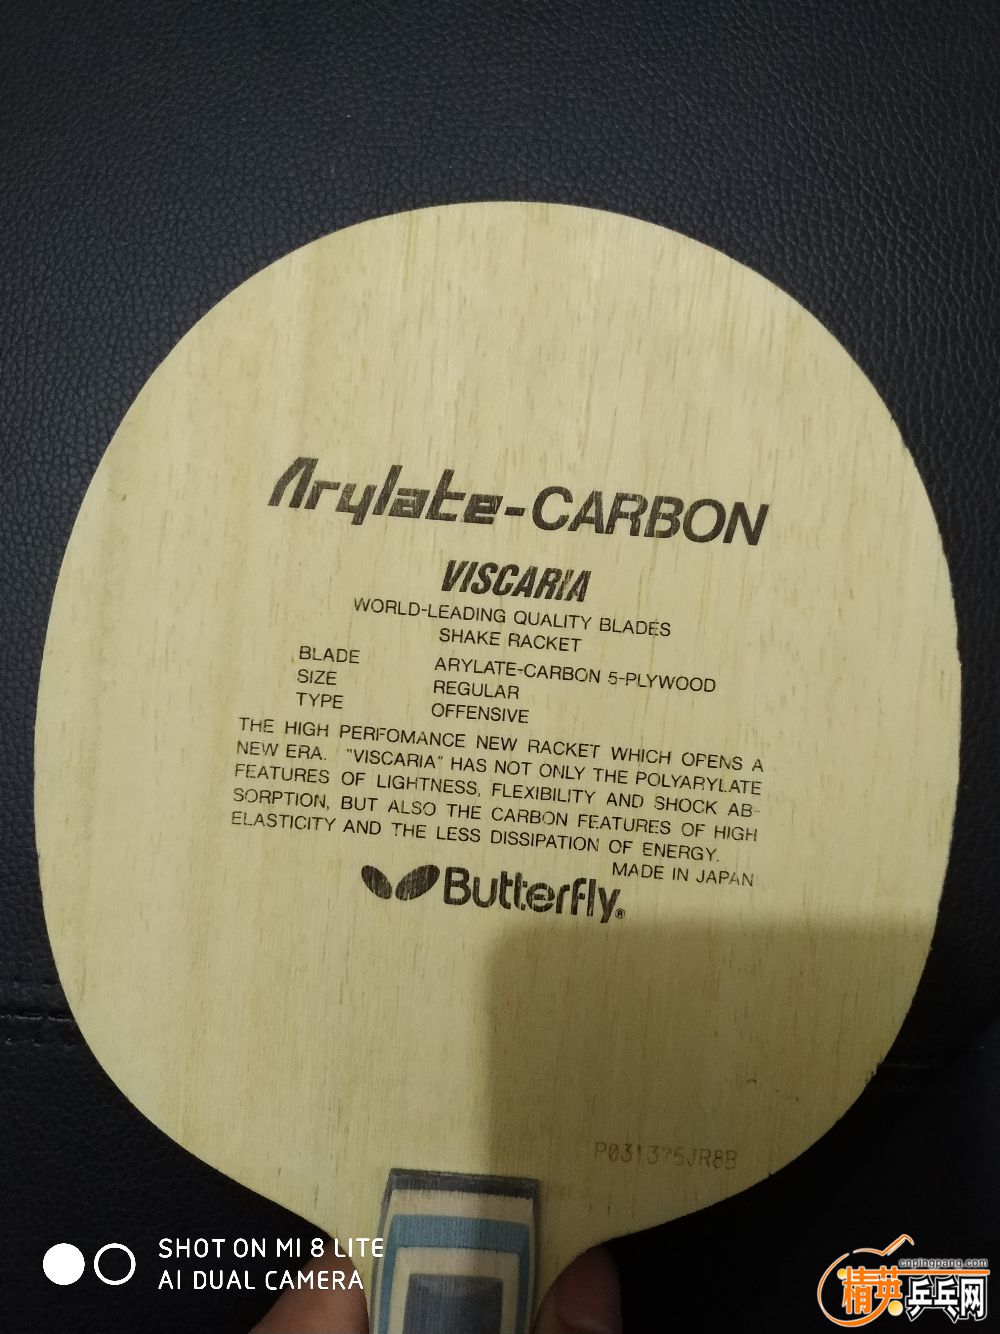 Arylate-CARBON
VISCARIA
WORLD-LEADING QUALITY BLADES
SHAKE RACKET
BLADE ARYLATE-CARBON 5-PLYWOOD
SIZE REGULAR
TYPE OFFENSIVE
THE HIGH PERFOMANCE NEW RACKET WHICH OPENS A
NEW ERA. "VISCARIA" HAS NOT ONLY THE POLYARYLATE
FEATURES OF LIGHTNESS, FLEXIBILITY AND SHOCK AB-
SORPTION, BUT ALSO THE CARBON FEATURES OF HIGH
ELASTICITY AND THE LESS DISSIPATION OF ENERGY.
MADE IN JAPAN
Butterfly®
P031375JR8B
SHOT ON MI 8 LITE
AI DUAL CAMERA
cnpingpang.com
精英乒乓网